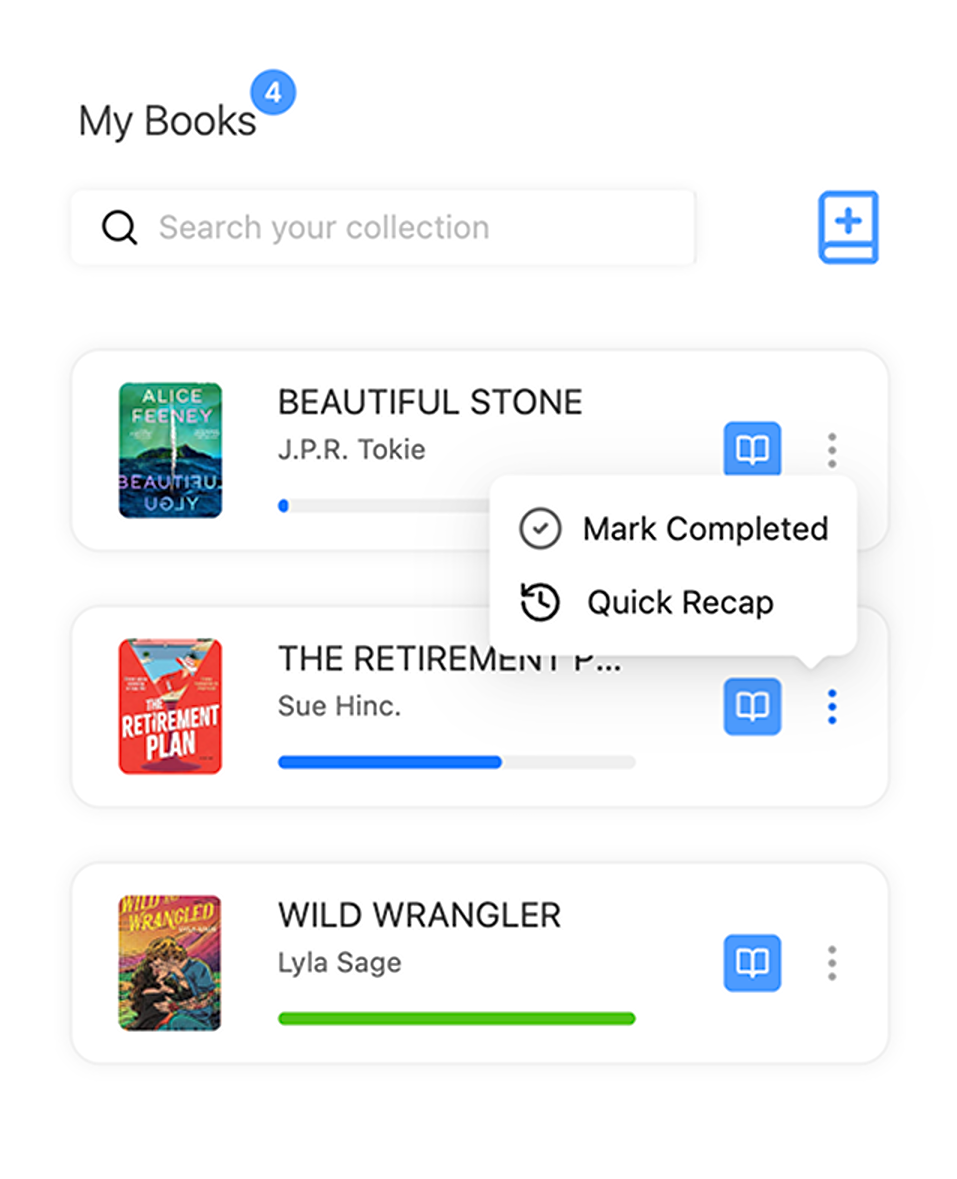 My Books
4
Search your collection
ALICE
FEENEY
BEAUTIFUL
UGLY
BEAUTIFUL STONE
J.P.R. Tokie
Mark Completed
Quick Recap
THE
RETIREMENT
PLAN
THE RETIREMENT P...
Sue Hinc.
WILD TO
WRANGLED
WILD WRANGLER
Lyla Sage